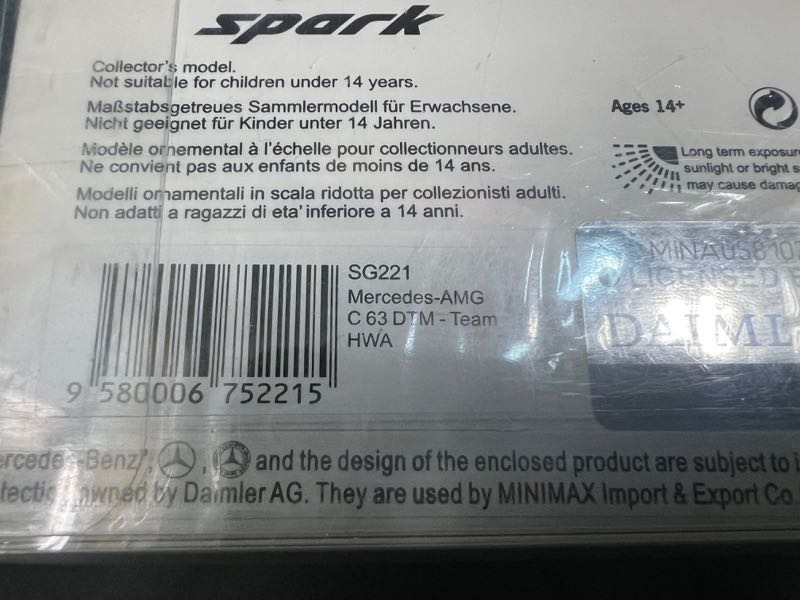 spark
Collector's model.
Not suitable for children under 14 years.
Maßstabsgetreues Sammlermodell für Erwachsene.
Nicht geeignet für Kinder unter 14 Jahren.
Modèle ornemental à l'échelle pour collectionneurs adultes.
Ne convient pas aux enfants de moins de 14 ans.
Modelli ornamentali in scala ridotta per collezionisti adulti.
Non adatti a ragazzi di eta' inferiore a 14 anni.
Ages 14+
Long term exposure
sunlight or bright
may cause damag
SG221
Mercedes-AMG
C 63 DTM - Team
HWA
9 580006 752215
LICENSED
DAIML
ercedes-Benz, , and the design of the enclosed product are subject to
owned by Daimler AG. They are used by MINIMAX Import & Export Co.